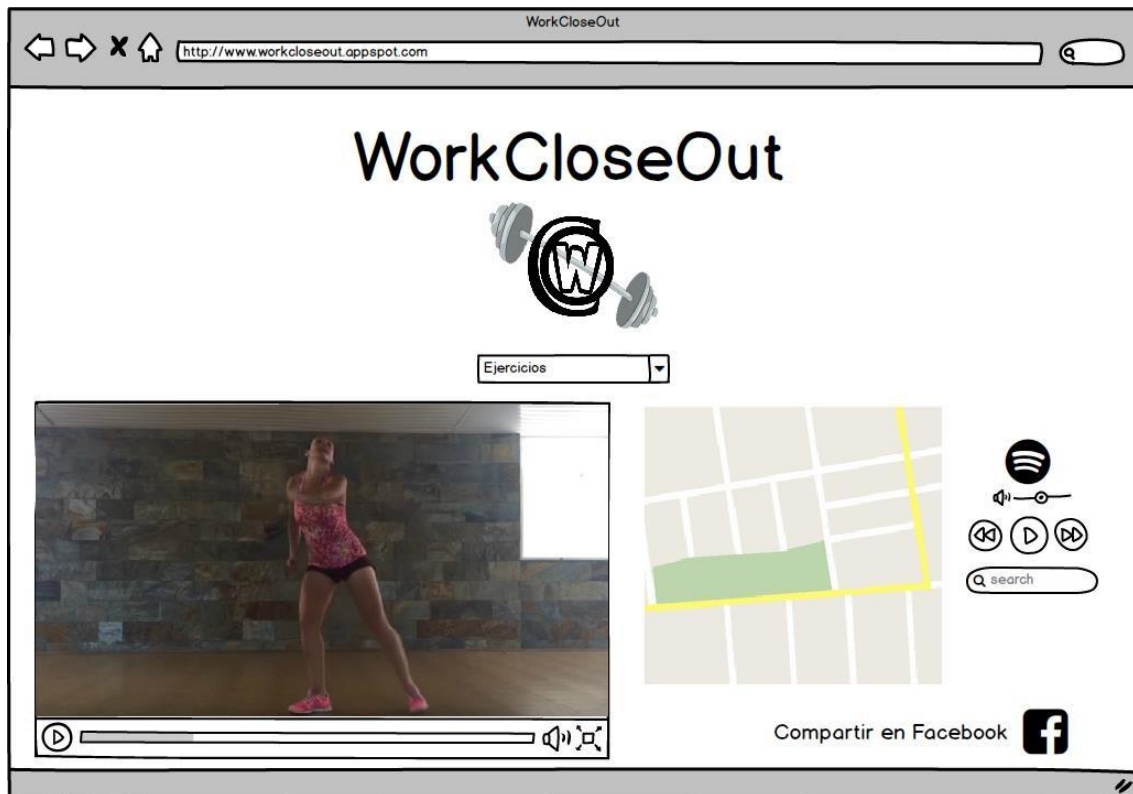 WorkCloseOut
http://www.workcloseout.appspot.com
WorkCloseOut
W
Ejercicios
search
Compartir en Facebook